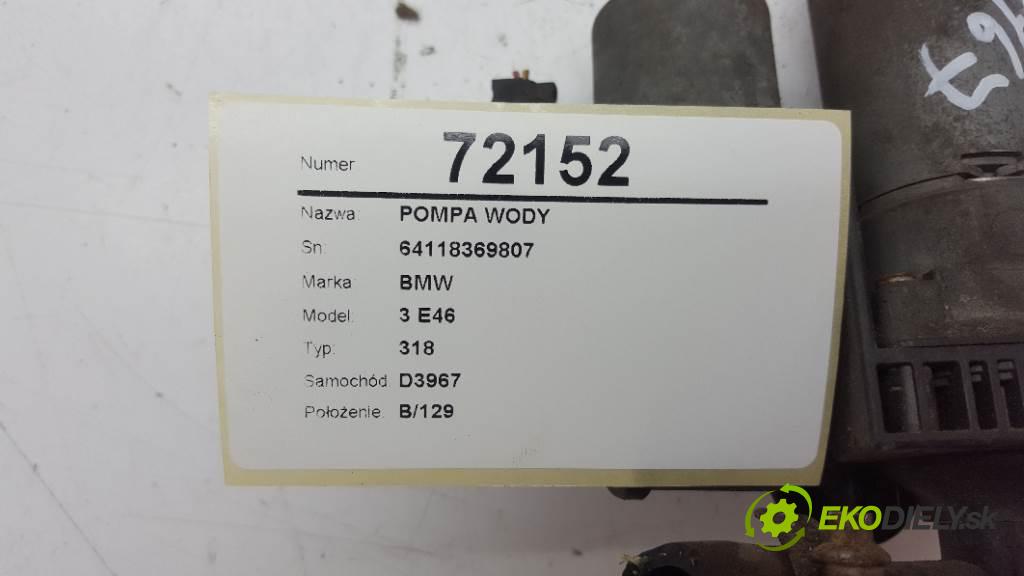 Numer 72152
Nazwa: POMPA WODY
Sn: 64118369807
Marka: BMW
Model: 3 E46
Typ: 318
Samochód: D3967
Położenie: B/129
EKODIELY.sk